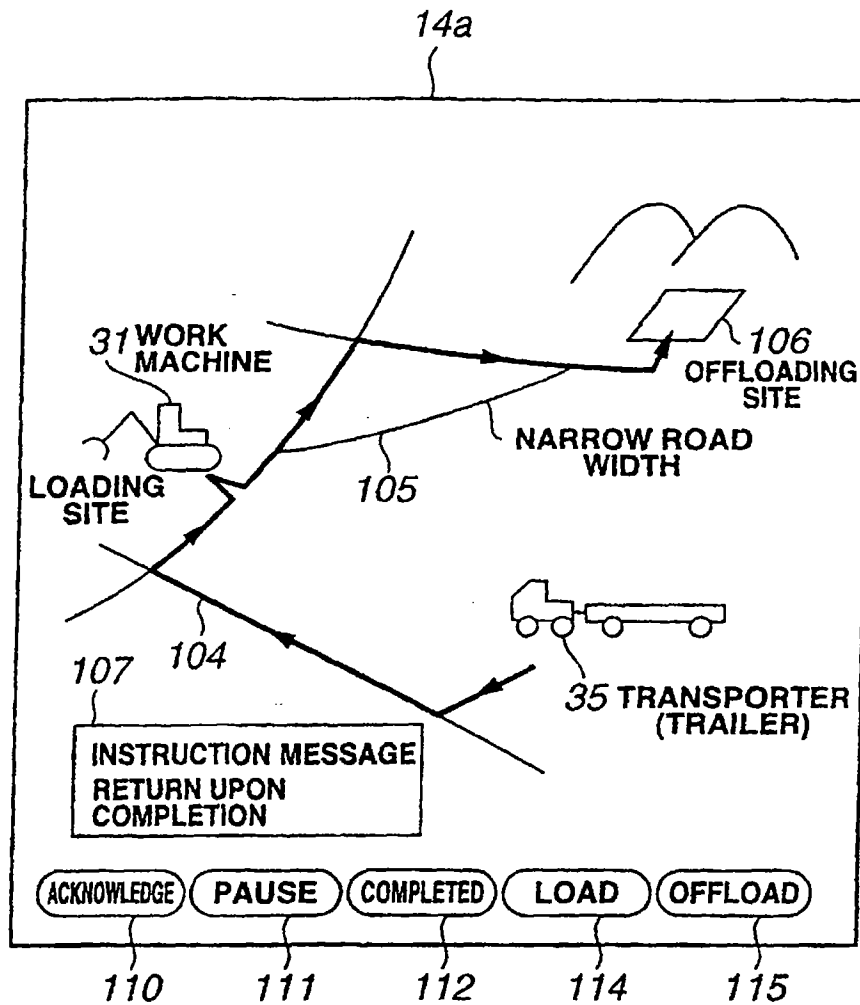 14a
31 WORK
MACHINE
106
OFFLOADING
SITE
NARROW ROAD
WIDTH
105
LOADING
SITE
104
35 TRANSPORTER
(TRAILER)
107
INSTRUCTION MESSAGE
RETURN UPON
COMPLETION
ACKNOWLEDGE PAUSE COMPLETED LOAD OFFLOAD
110 111 112 114 115